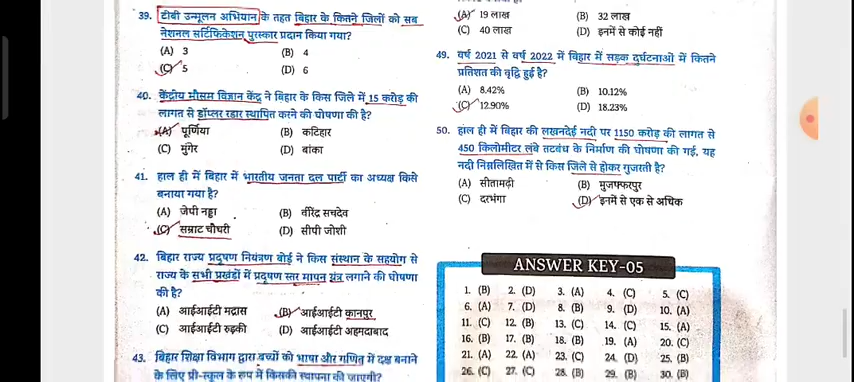 39. टीबी उन्मूलन अभियान के तहत बिहार के कितने जिलों को सब
नेशनल सर्टिफिकेशन पुरस्कार प्रदान किया गया?
(A) 3
(B) 4
(C) 5
(D) 6
40. केंद्रीय मौसम विज्ञान केंद्र ने बिहार के किस जिले में 15 करोड़ की
लागत से डॉप्लर रडार स्थापित करने की घोषणा की है?
(A) पूर्णिया
(B) कटिहार
(C) मुंगेर
(D) बांका
41. हाल ही में बिहार में भारतीय जनता दल पार्टी का अध्यक्ष किसे
बनाया गया है?
(A) जेपी नड्डा
(B) वीरेंद्र सचदेव
(C) सम्राट चौधरी
(D) सीपी जोशी
42. बिहार राज्य प्रदूषण नियंत्रण बोर्ड ने किस संस्थान के सहयोग से
राज्य के सभी प्रखंडों में प्रदूषण स्तर मापन यंत्र लगाने की घोषणा
की है?
(A) आईआईटी मद्रास
(B) आईआईटी कानपुर
(C) आईआईटी रुड़की
(D) आईआईटी अहमदाबाद
43. बिहार शिक्षा विभाग द्वारा बच्चों को भाषा और गणित में दक्ष बनाने
के लिए प्री-स्कूल के रूप में किसकी स्थापना की जाएगी?
(A) 19 लाख
(B) 32 लाख
(C) 40 लाख
(D) इनमें से कोई नहीं
49. वर्ष 2021 से वर्ष 2022 में बिहार में सड़क दुर्घटनाओं में कितने
प्रतिशत की वृद्धि हुई है?
(A) 8.42%
(B) 10.12%
(C) 12.90%
(D) 18.23%
50. हाल ही में बिहार की लखनदेई नदी पर 1150 करोड़ की लागत से
450 किलोमीटर लंबे तटबंध के निर्माण की घोषणा की गई, यह
नदी निम्नलिखित में से किस जिले से होकर गुजरती है?
(A) सीतामढ़ी
(B) मुजफ्फरपुर
(C) दरभंगा
(D) इनमें से एक से अधिक
ANSWER KEY-05
1. (B) 2. (D) 3. (A) 4. (C) 5. (C)
6. (A) 7. (D) 8. (B) 9. (D) 10. (A)
11. (C) 12. (B) 13. (C) 14. (C) 15. (A)
16. (B) 17. (B) 18. (B) 19. (A) 20. (C)
21. (A) 22. (A) 23. (C) 24. (D) 25. (B)
26. (C) 27. (C) 28. (B) 29. (B) 30. (B)